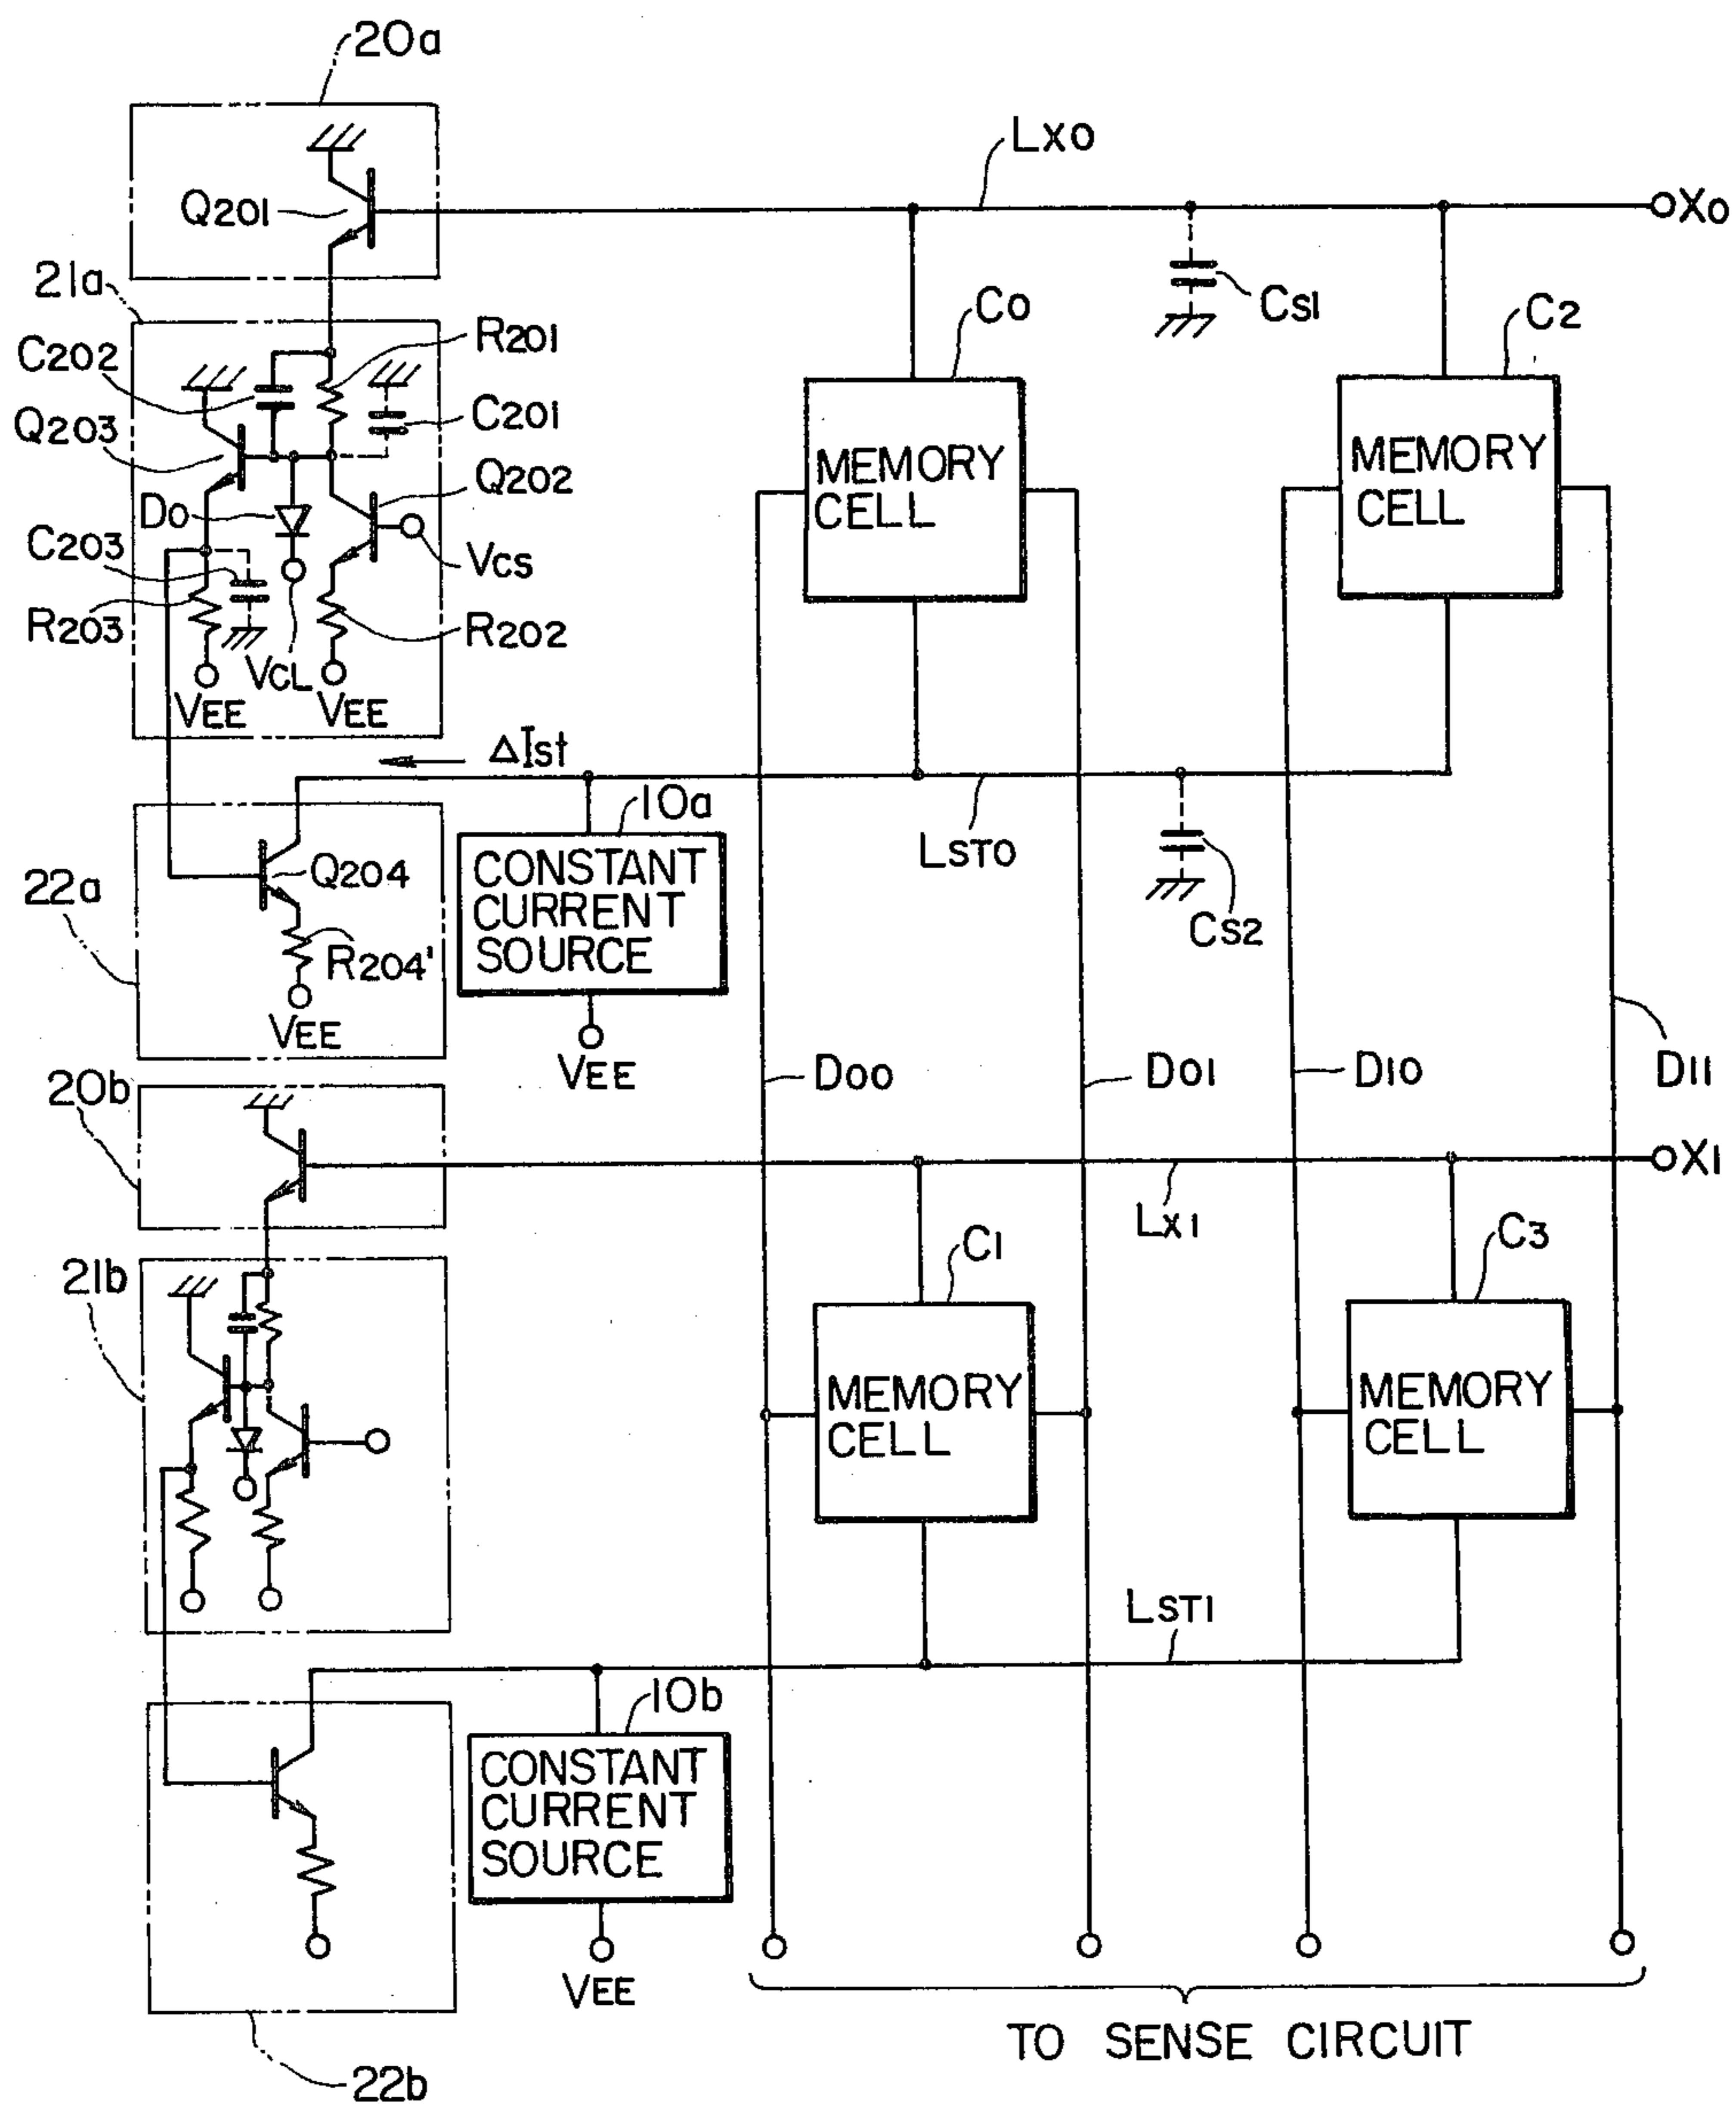 20a
LX0
Q201
X0
21a
CS1
C0
C2
R201
C202
C201
Q203
MEMORY
CELL
MEMORY
CELL
Q202
D0
C203
VCS
R203
R202
VCL
VEE
VEE
ΔIst
10a
LST0
CONSTANT
CURRENT
SOURCE
Q204
22a
CS2
R204'
VEE
VEE
D00
D01
D10
D11
20b
X1
LX1
C1
C3
21b
MEMORY
CELL
MEMORY
CELL
LST1
10b
CONSTANT
CURRENT
SOURCE
VEE
TO SENSE CIRCUIT
22b